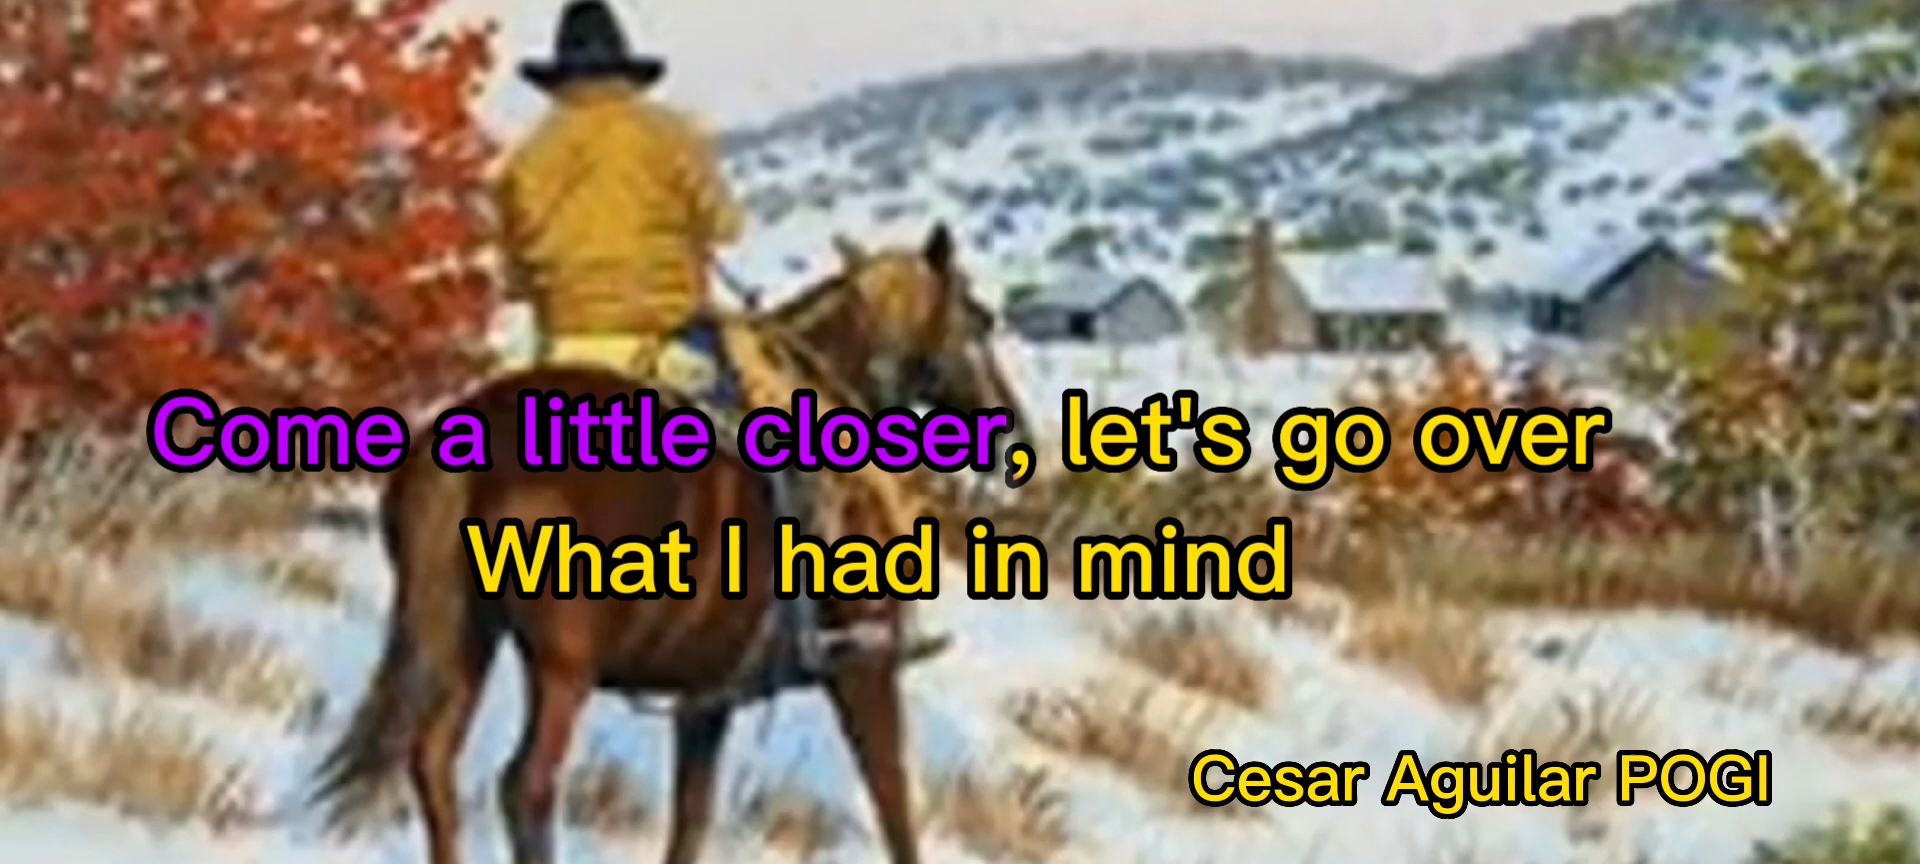 Come a little closer, let's go over
What I had in mind
Cesar Aguilar POGI